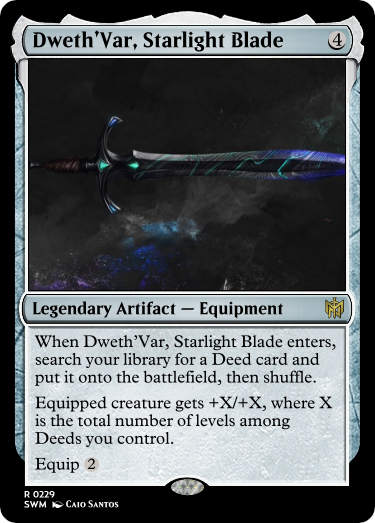 Dweth'Var, Starlight Blade 4
Legendary Artifact — Equipment
When Dweth'Var, Starlight Blade enters,
search your library for a Deed card and
put it onto the battlefield, then shuffle.
Equipped creature gets +X/+X, where X
is the total number of levels among
Deeds you control.
Equip 2
R 0229
SWM Caio Santos